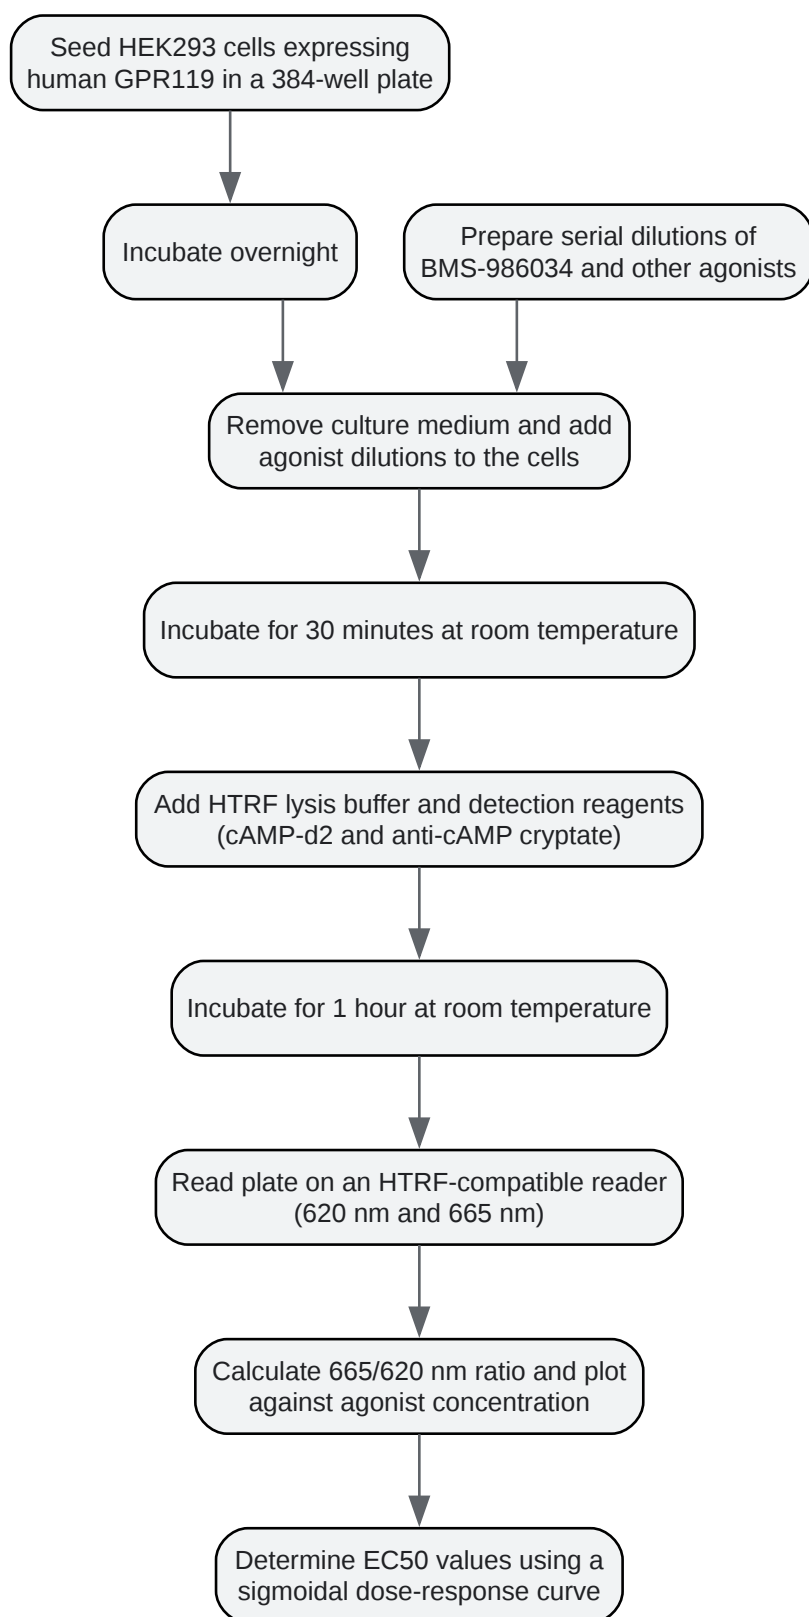 Seed HEK293 cells expressing
human GPR119 in a 384-well plate
Incubate overnight
Prepare serial dilutions of
BMS-986034 and other agonists
Remove culture medium and add
agonist dilutions to the cells
Incubate for 30 minutes at room temperature
Add HTRF lysis buffer and detection reagents
(cAMP-d2 and anti-cAMP cryptate)
Incubate for 1 hour at room temperature
Read plate on an HTRF-compatible reader
(620 nm and 665 nm)
Calculate 665/620 nm ratio and plot
against agonist concentration
Determine EC50 values using a
sigmoidal dose-response curve